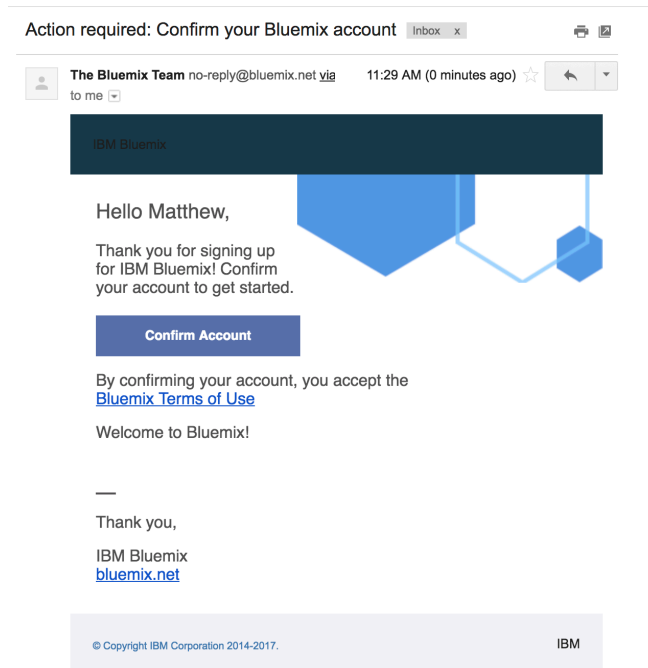 Action required: Confirm your Bluemix account Inbox x
The Bluemix Team no-reply@bluemix.net via 11:29 AM (0 minutes ago)
to me
IBM Bluemix
Hello Matthew,
Thank you for signing up
for IBM Bluemix! Confirm
your account to get started.
Confirm Account
By confirming your account, you accept the
Bluemix Terms of Use
Welcome to Bluemix!
—
Thank you,
IBM Bluemix
bluemix.net
© Copyright IBM Corporation 2014-2017. IBM